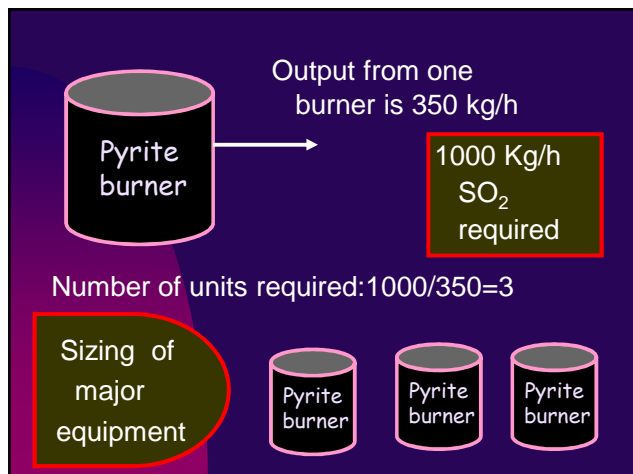 Output from one
burner is 350 kg/h
Pyrite
burner
1000 Kg/h
SO₂
required
Number of units required:1000/350=3
Sizing of
major
equipment
Pyrite
burner
Pyrite
burner
Pyrite
burner